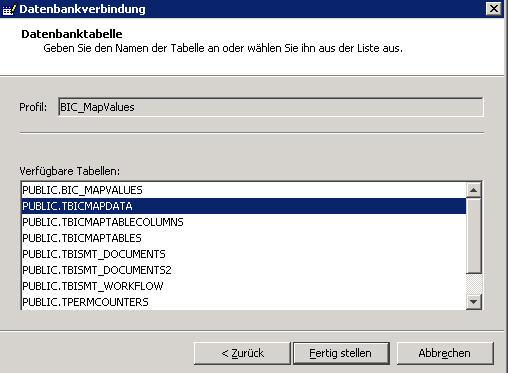 Datenbankverbindung
Datenbanktabelle
Geben Sie den Namen der Tabelle an oder wählen Sie ihn aus der Liste aus.
Profil: BIC_MapValues
Verfügbare Tabellen:
PUBLIC.BIC_MAPVALUES
PUBLIC.TBICMAPDATA
PUBLIC.TBICMAPTABLECOLUMNS
PUBLIC.TBICMAPTABLES
PUBLIC.TBISMT_DOCUMENTS
PUBLIC.TBISMT_DOCUMENTS2
PUBLIC.TBISMT_WORKFLOW
PUBLIC.TPERMCOUNTERS
< Zurück Fertig stellen Abbrechen